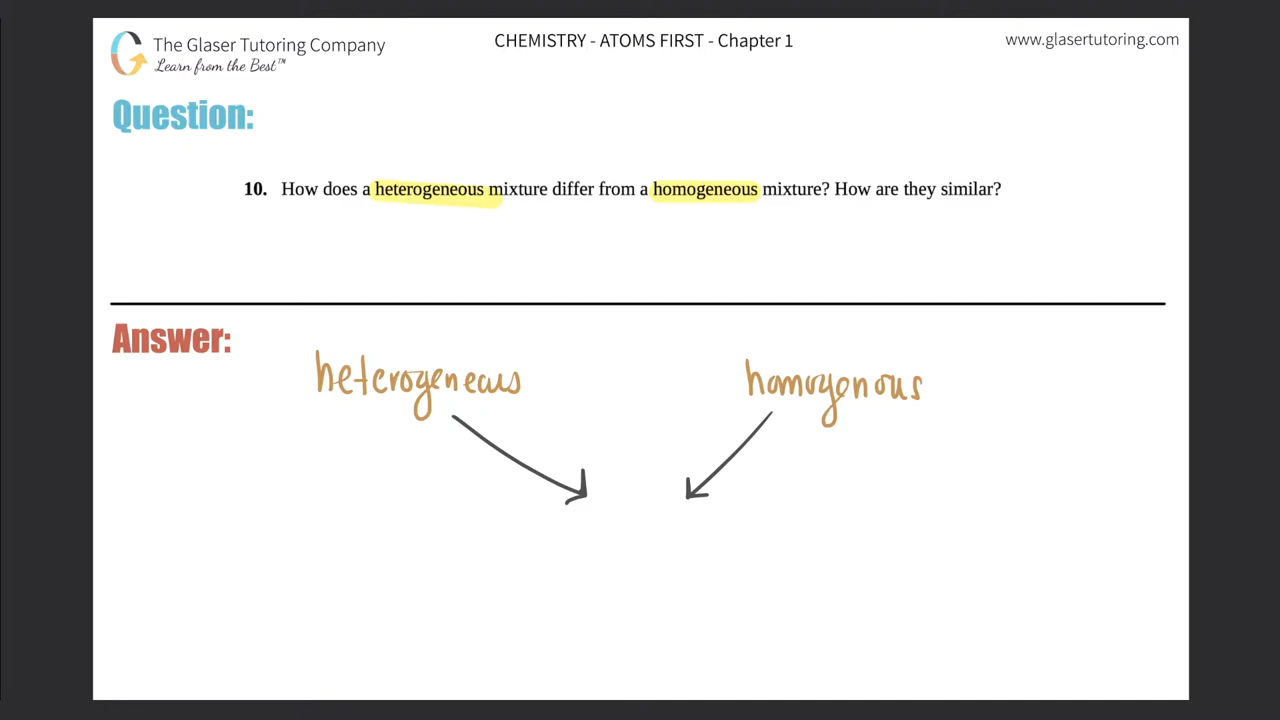 The Glaser Tutoring Company
Learn from the Best™
CHEMISTRY - ATOMS FIRST - Chapter 1
www.glasertutoring.com
Question:
10. How does a heterogeneous mixture differ from a homogeneous mixture? How are they similar?
Answer:
heterogeneous
homogenous